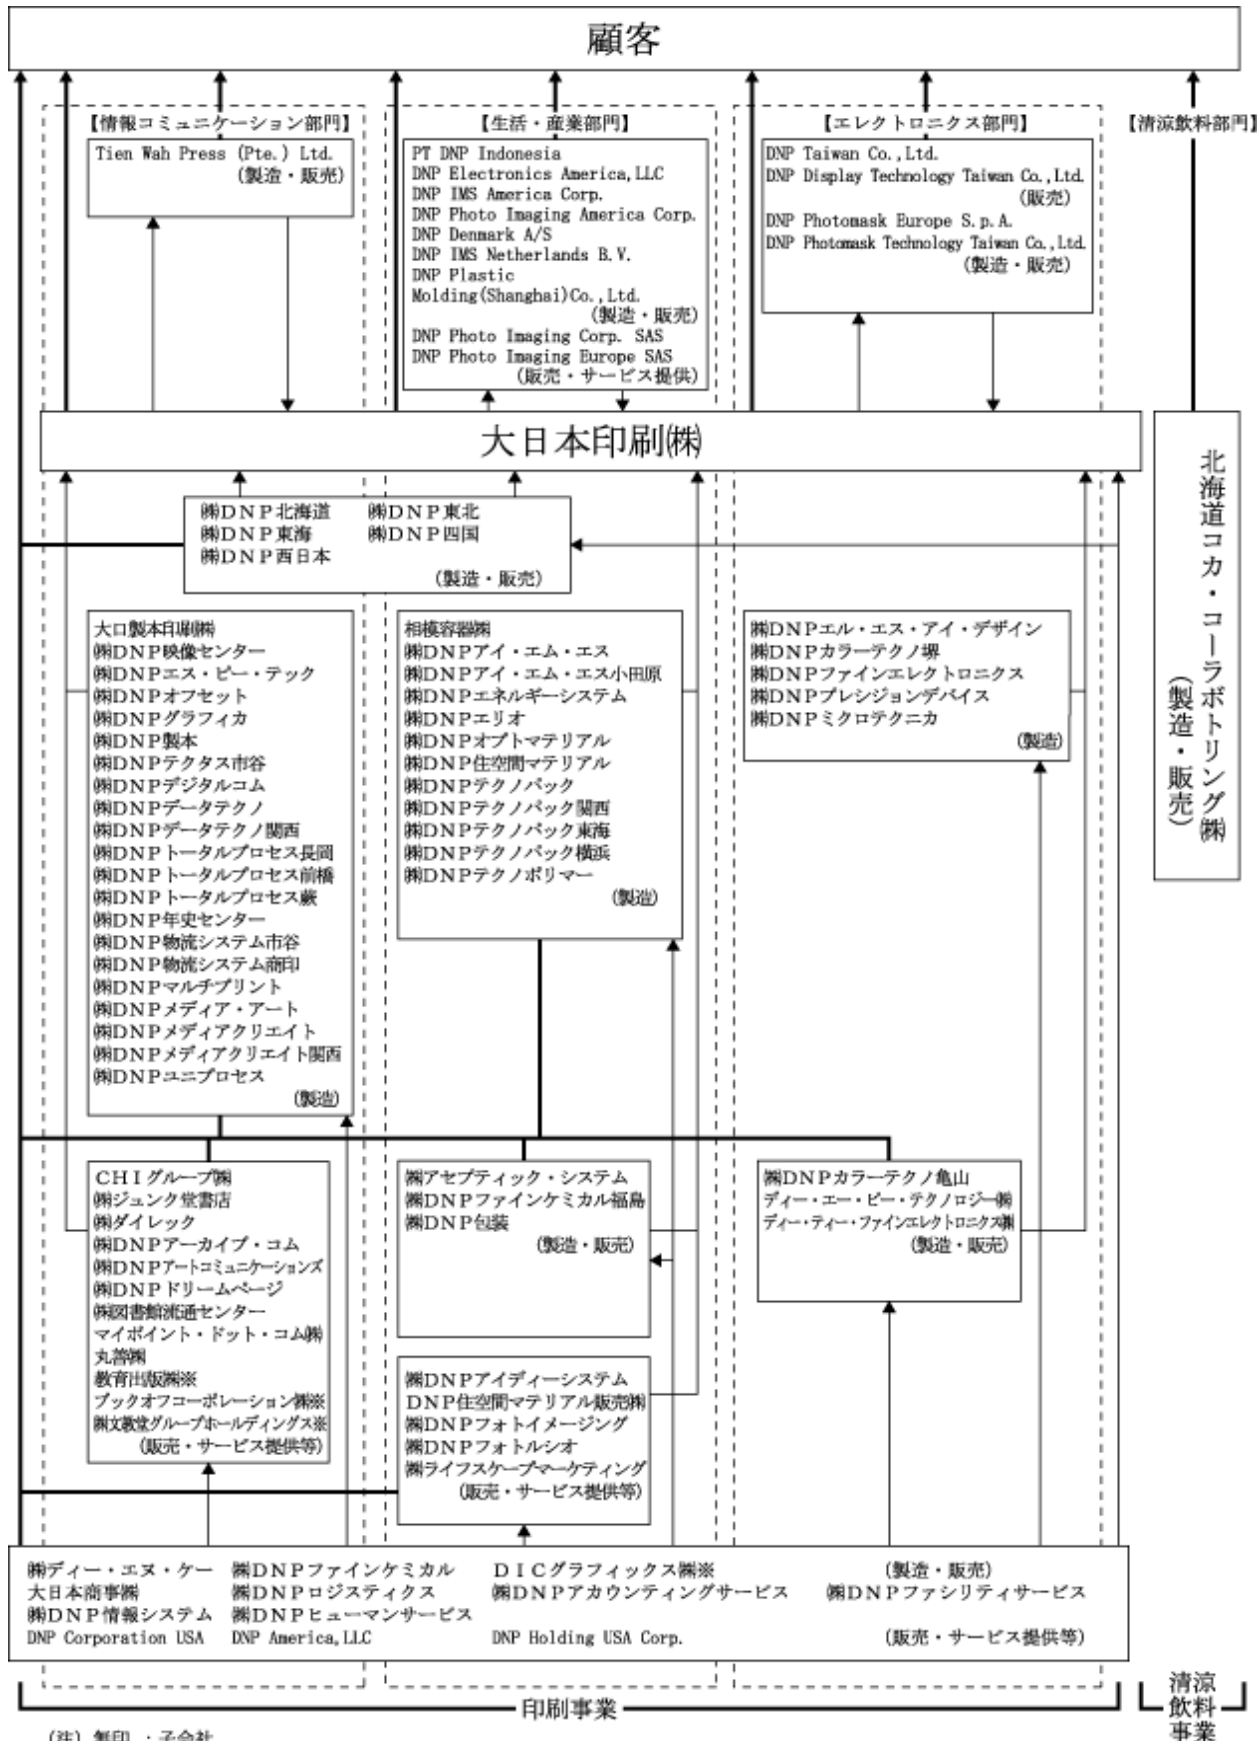 顧客
【情報コミュニケーション部門】
【生活・産業部門】
【エレクトロニクス部門】
【清涼飲料部門】
Tien Wah Press (Pte.) Ltd.
(製造・販売)
PT DNP Indonesia
DNP Electronics America,LLC
DNP IMS America Corp.
DNP Photo Imaging America Corp.
DNP Denmark A/S
DNP IMS Netherlands B.V.
DNP Plastic
Molding(Shanghai)Co.,Ltd.
(製造・販売)
DNP Photo Imaging Corp. SAS
DNP Photo Imaging Europe SAS
(販売・サービス提供)
DNP Taiwan Co.,Ltd.
DNP Display Technology Taiwan Co.,Ltd.
(販売)
DNP Photomask Europe S.p.A.
DNP Photomask Technology Taiwan Co.,Ltd.
(製造・販売)
大日本印刷㈱
北海道コカ・コーラボトリング㈱
(製造・販売)
㈱DNP北海道 ㈱DNP東北
㈱DNP東海 ㈱DNP四国
㈱DNP西日本
(製造・販売)
大口製本印刷㈱
㈱DNP映像センター
㈱DNPエス・ピー・テック
㈱DNPオフセット
㈱DNPグラフィカ
㈱DNP製本
㈱DNPテクタス市谷
㈱DNPデジタルコム
㈱DNPデータテクノ
㈱DNPデータテクノ関西
㈱DNPトータルプロセス長岡
㈱DNPトータルプロセス前橋
㈱DNPトータルプロセス蕨
㈱DNP年史センター
㈱DNP物流システム市谷
㈱DNP物流システム商印
㈱DNPマルチプリント
㈱DNPメディア・アート
㈱DNPメディアクリエイト
㈱DNPメディアクリエイト関西
㈱DNPユニプロセス
(製造)
相模容器㈱
㈱DNPアイ・エム・エス
㈱DNPアイ・エム・エス小田原
㈱DNPエネルギーシステム
㈱DNPエリオ
㈱DNPオプトマテリアル
㈱DNP住空間マテリアル
㈱DNPテクノパック
㈱DNPテクノパック関西
㈱DNPテクノパック東海
㈱DNPテクノパック横浜
㈱DNPテクノポリマー
(製造)
㈱DNPエル・エス・アイ・デザイン
㈱DNPカラーテクノ堺
㈱DNPファインエレクトロニクス
㈱DNPプレシジョンデバイス
㈱DNPミクロテクニカ
(製造)
CHIグループ㈱
㈱ジュンク堂書店
㈱ダイレック
㈱DNPアーカイブ・コム
㈱DNPアートコミュニケーションズ
㈱DNPドリームページ
㈱図書館流通センター
マイポイント・ドット・コム㈱
丸善㈱
教育出版㈱※
ブックオフコーポレーション㈱※
㈱文教堂グループホールディングス※
(販売・サービス提供等)
㈱アセプティック・システム
㈱DNPファインケミカル福島
㈱DNP包装
(製造・販売)
㈱DNPカラーテクノ亀山
ディー・エー・ピー・テクノロジー㈱
ディー・ティー・ファインエレクトロニクス㈱
(製造・販売)
㈱DNPアイディーシステム
DNP住空間マテリアル販売㈱
㈱DNPフォトイメージング
㈱DNPフォトルシオ
㈱ライフスケープマーケティング
(販売・サービス提供等)
㈱ディー・エヌ・ケー ㈱DNPファインケミカル DICグラフィックス㈱※ (製造・販売)
大日本商事㈱ ㈱DNPロジスティクス ㈱DNPアカウンティングサービス ㈱DNPファシリティサービス
㈱DNP情報システム ㈱DNPヒューマンサービス
DNP Corporation USA DNP America,LLC DNP Holding USA Corp. (販売・サービス提供等)
印刷事業
清涼
飲料
事業
(注) 無印 : 子会社